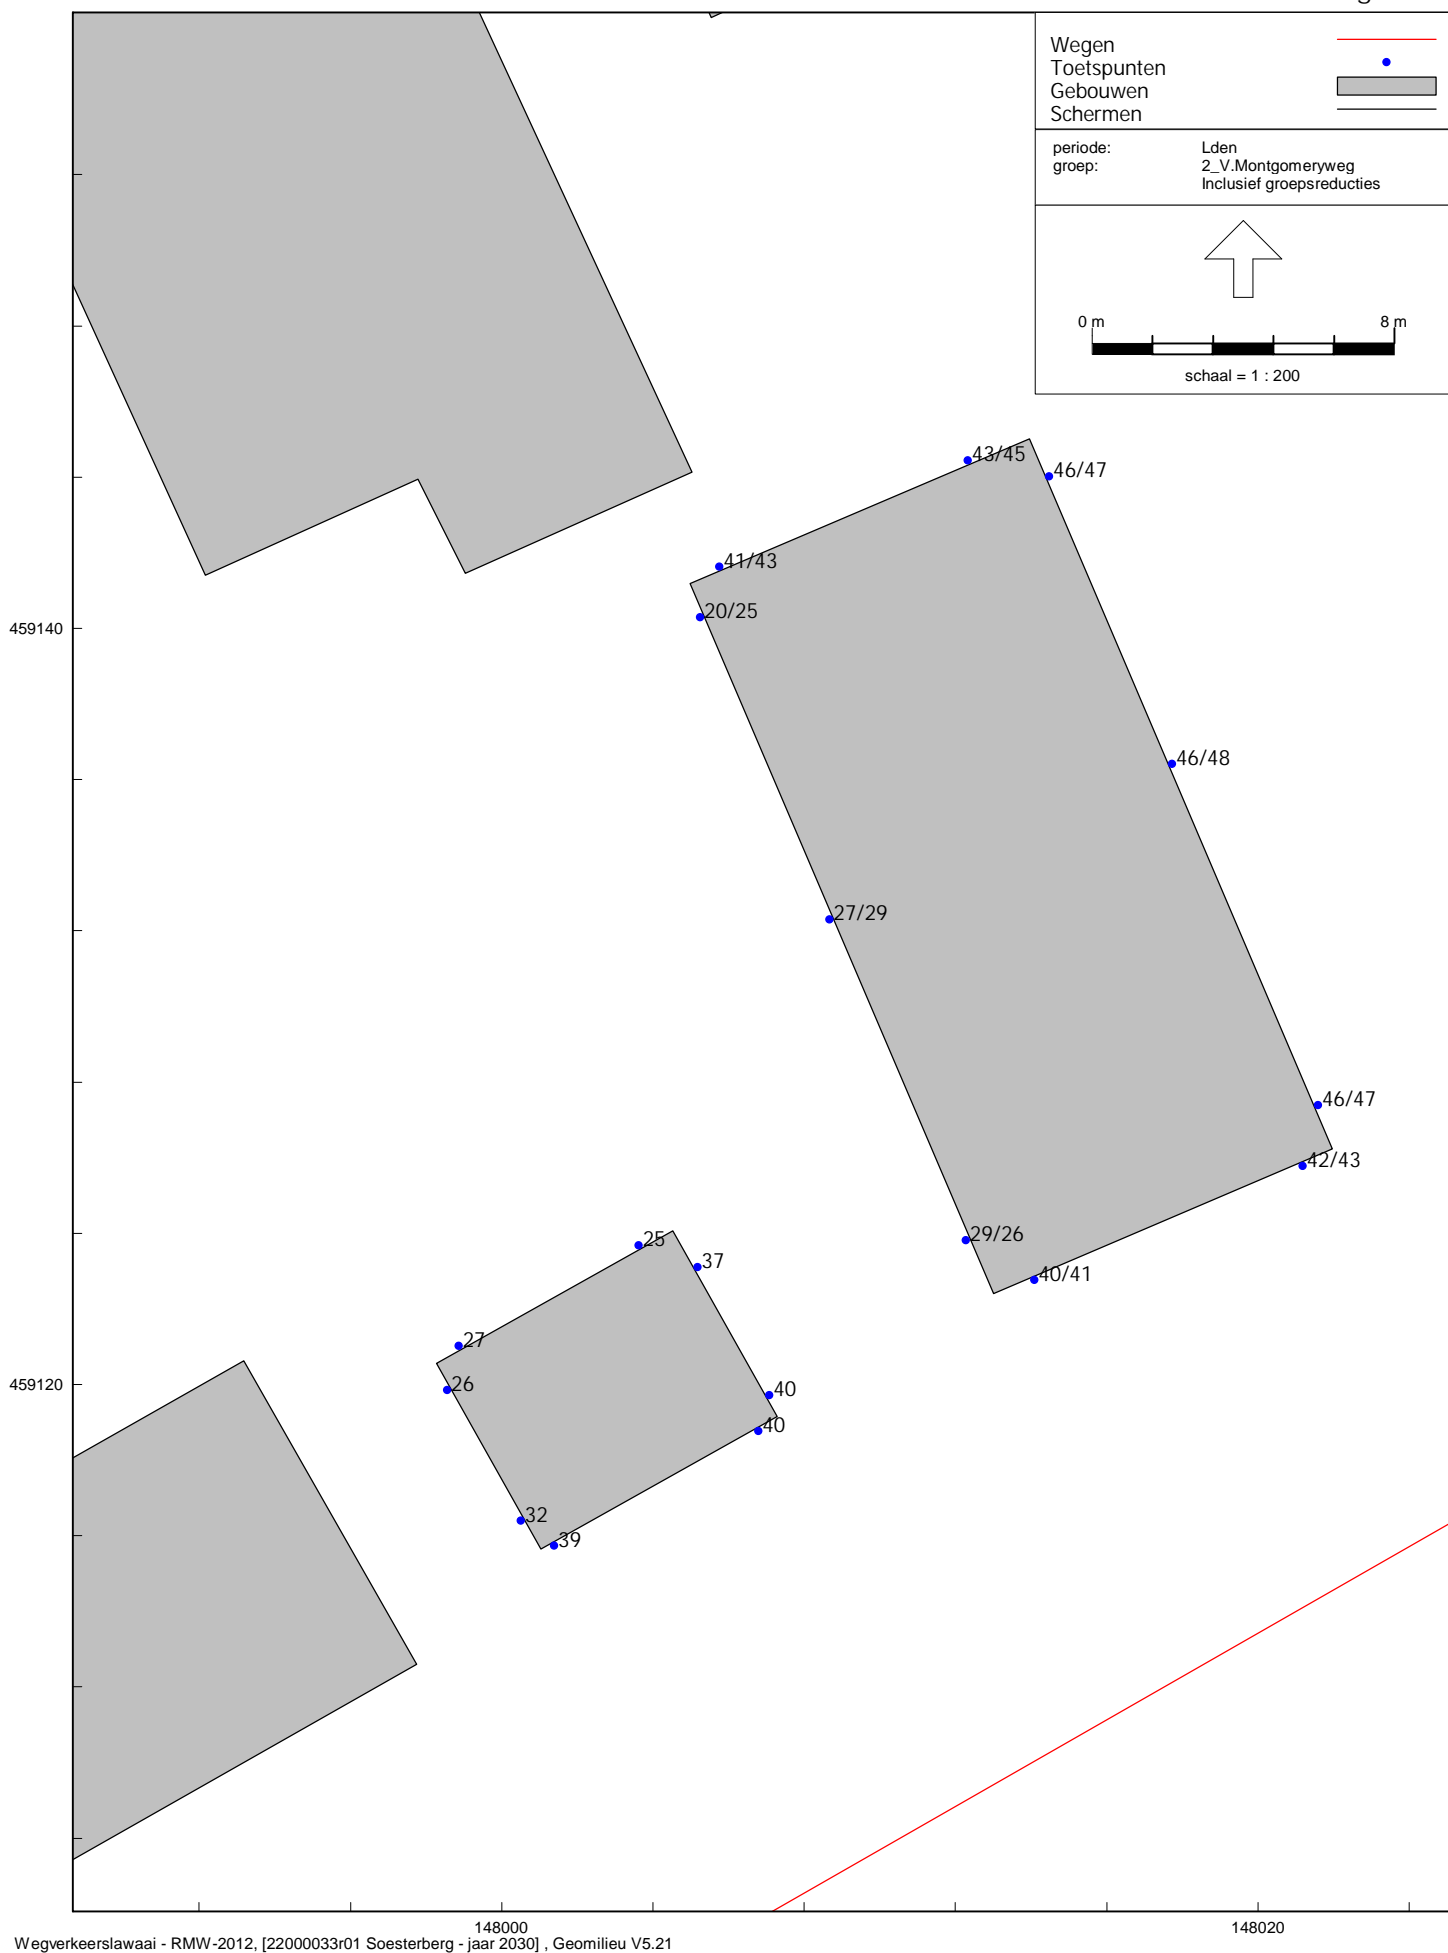 Wegen
Toetspunten
Gebouwen
Schermen
periode: Lden
groep: 2_V.Montgomeryweg
Inclusief groepsreducties
0 m 8 m
schaal = 1 : 200
43/45
46/47
41/43
20/25
459140
46/48
27/29
46/47
42/43
29/26
40/41
25
37
27
26
459120
40
40
32
39
148000 148020
Wegverkeerslawaai - RMW-2012, [22000033r01 Soesterberg - jaar 2030] , Geomilieu V5.21